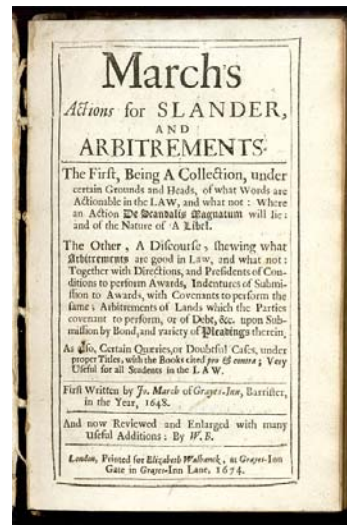 March's
Actions for SLANDER,
AND
ARBITREMENTS.
The First, Being A Collection, under
certain Grounds and Heads, of what Words are
Actionable in the LAW, and what not : Where
an Action De Scandalis Magnatum will lie :
and of the Nature of A Libel.
The Other, A Discourse, shewing what
Arbitrements are good in Law, and what not :
Together with Directions, and Presidents of Con-
ditions to perform Awards, Indentures of Submi-
ssion to Awards, with Covenants to perform the
same ; Arbitrements of Lands which the Parties
covenant to perform, or of Debt, &c. upon Sub-
mission by Bond, and variety of Pleadings therein.
As also, Certain Quæries, or Doubtful Cases, under
proper Titles, with the Books cited pro & contra ; Very
Useful for all Students in the LAW.
First Written by Jo. March of Grayes-Inn, Barrister,
in the Year, 1648.
And now Reviewed and Enlarged with many
Useful Additions : By W. B.
London, Printed for Elizabeth Walbanck, at Grayes-Inn
Gate in Grayes-Inn Lane, 1674.